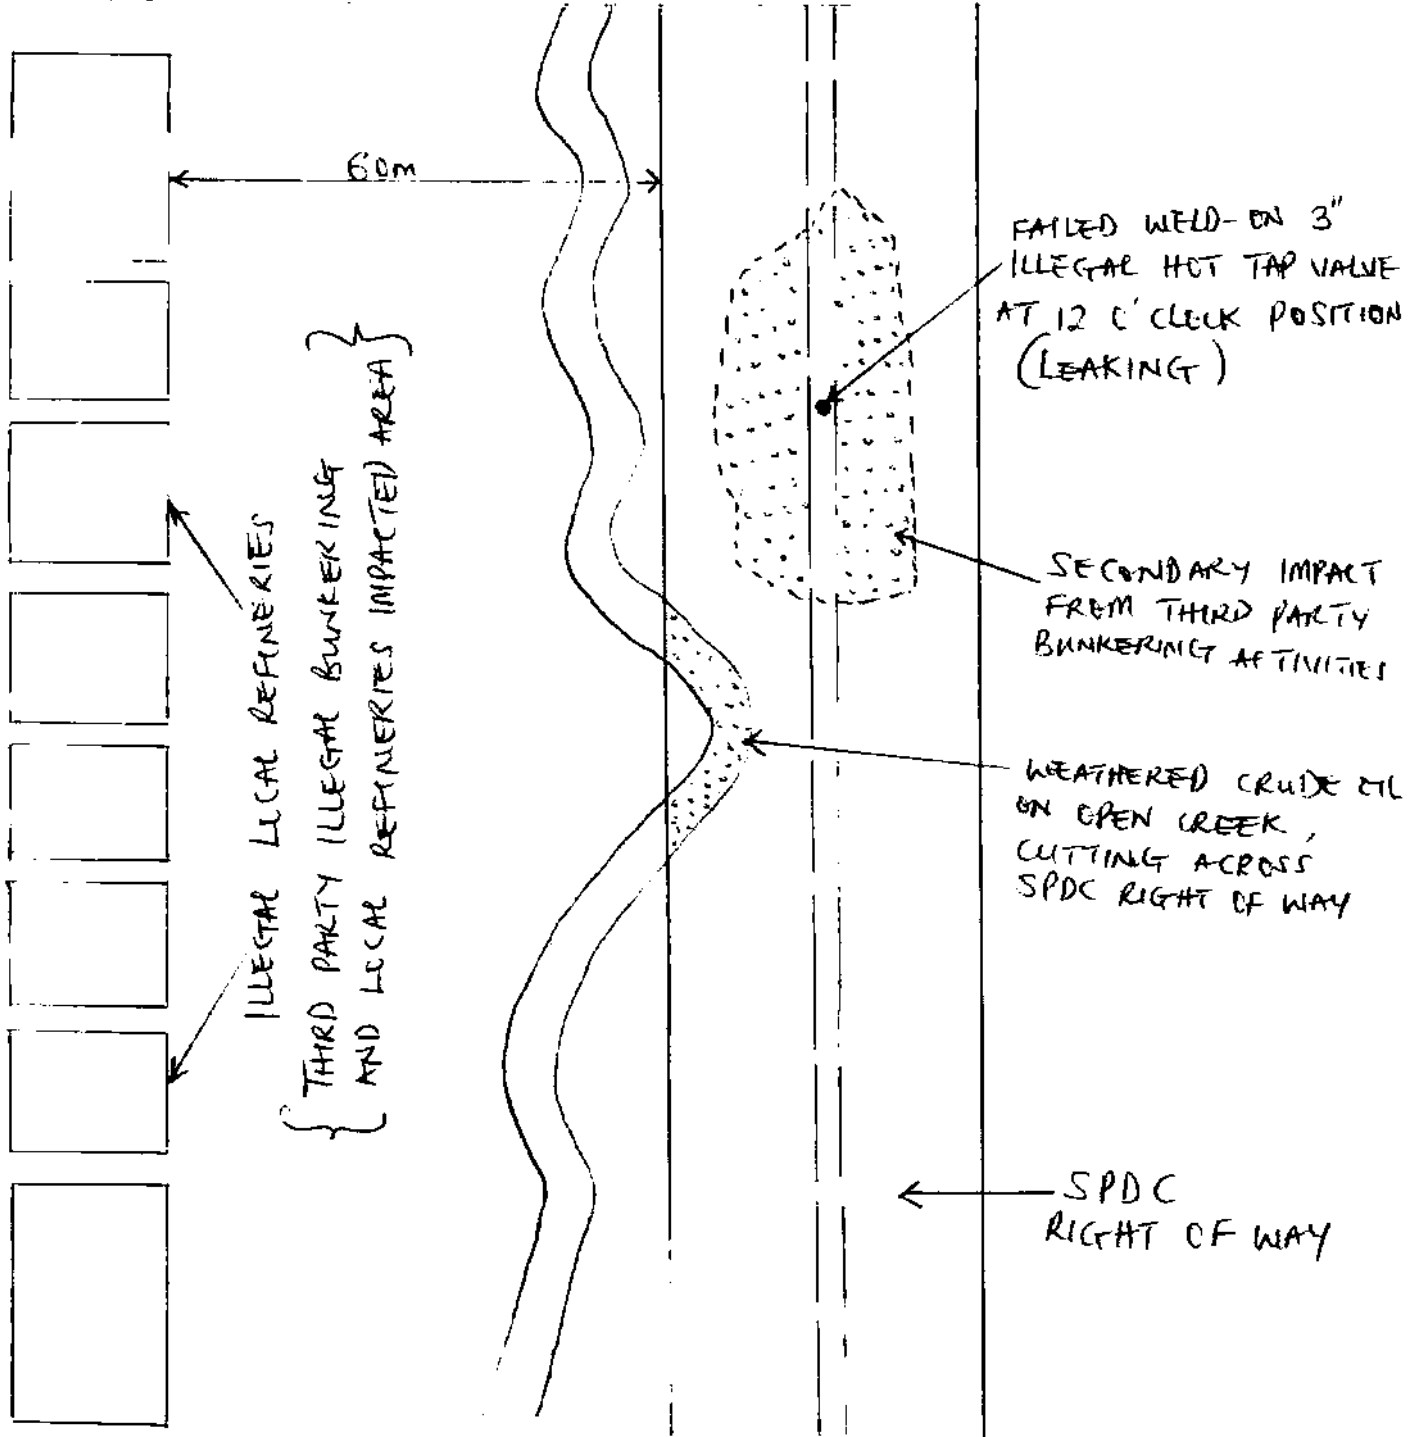 60m
FAILED WELD-ON 3"
ILLEGAL HOT TAP VALVE
AT 12 O'CLOCK POSITION
(LEAKING)
SECONDARY IMPACT
FROM THIRD PARTY
BUNKERING ACTIVITIES
WEATHERED CRUDE OIL
ON OPEN CREEK,
CUTTING ACROSS
SPDC RIGHT OF WAY
SPDC
RIGHT OF WAY
ILLEGAL LOCAL REFINERIES
{THIRD PARTY ILLEGAL BUNKERING
AND LOCAL REFINERIES IMPACTED AREA}